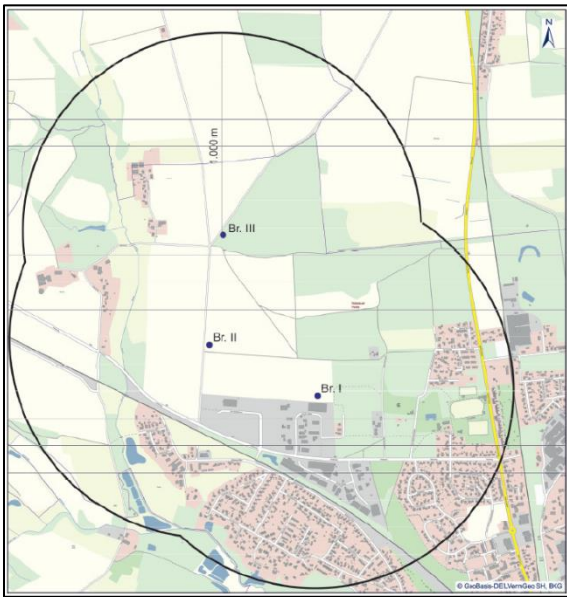 N
1.000 m
Br. III
Br. II
Br. I
© GeoBasis-DE/LVermGeo SH, BKG